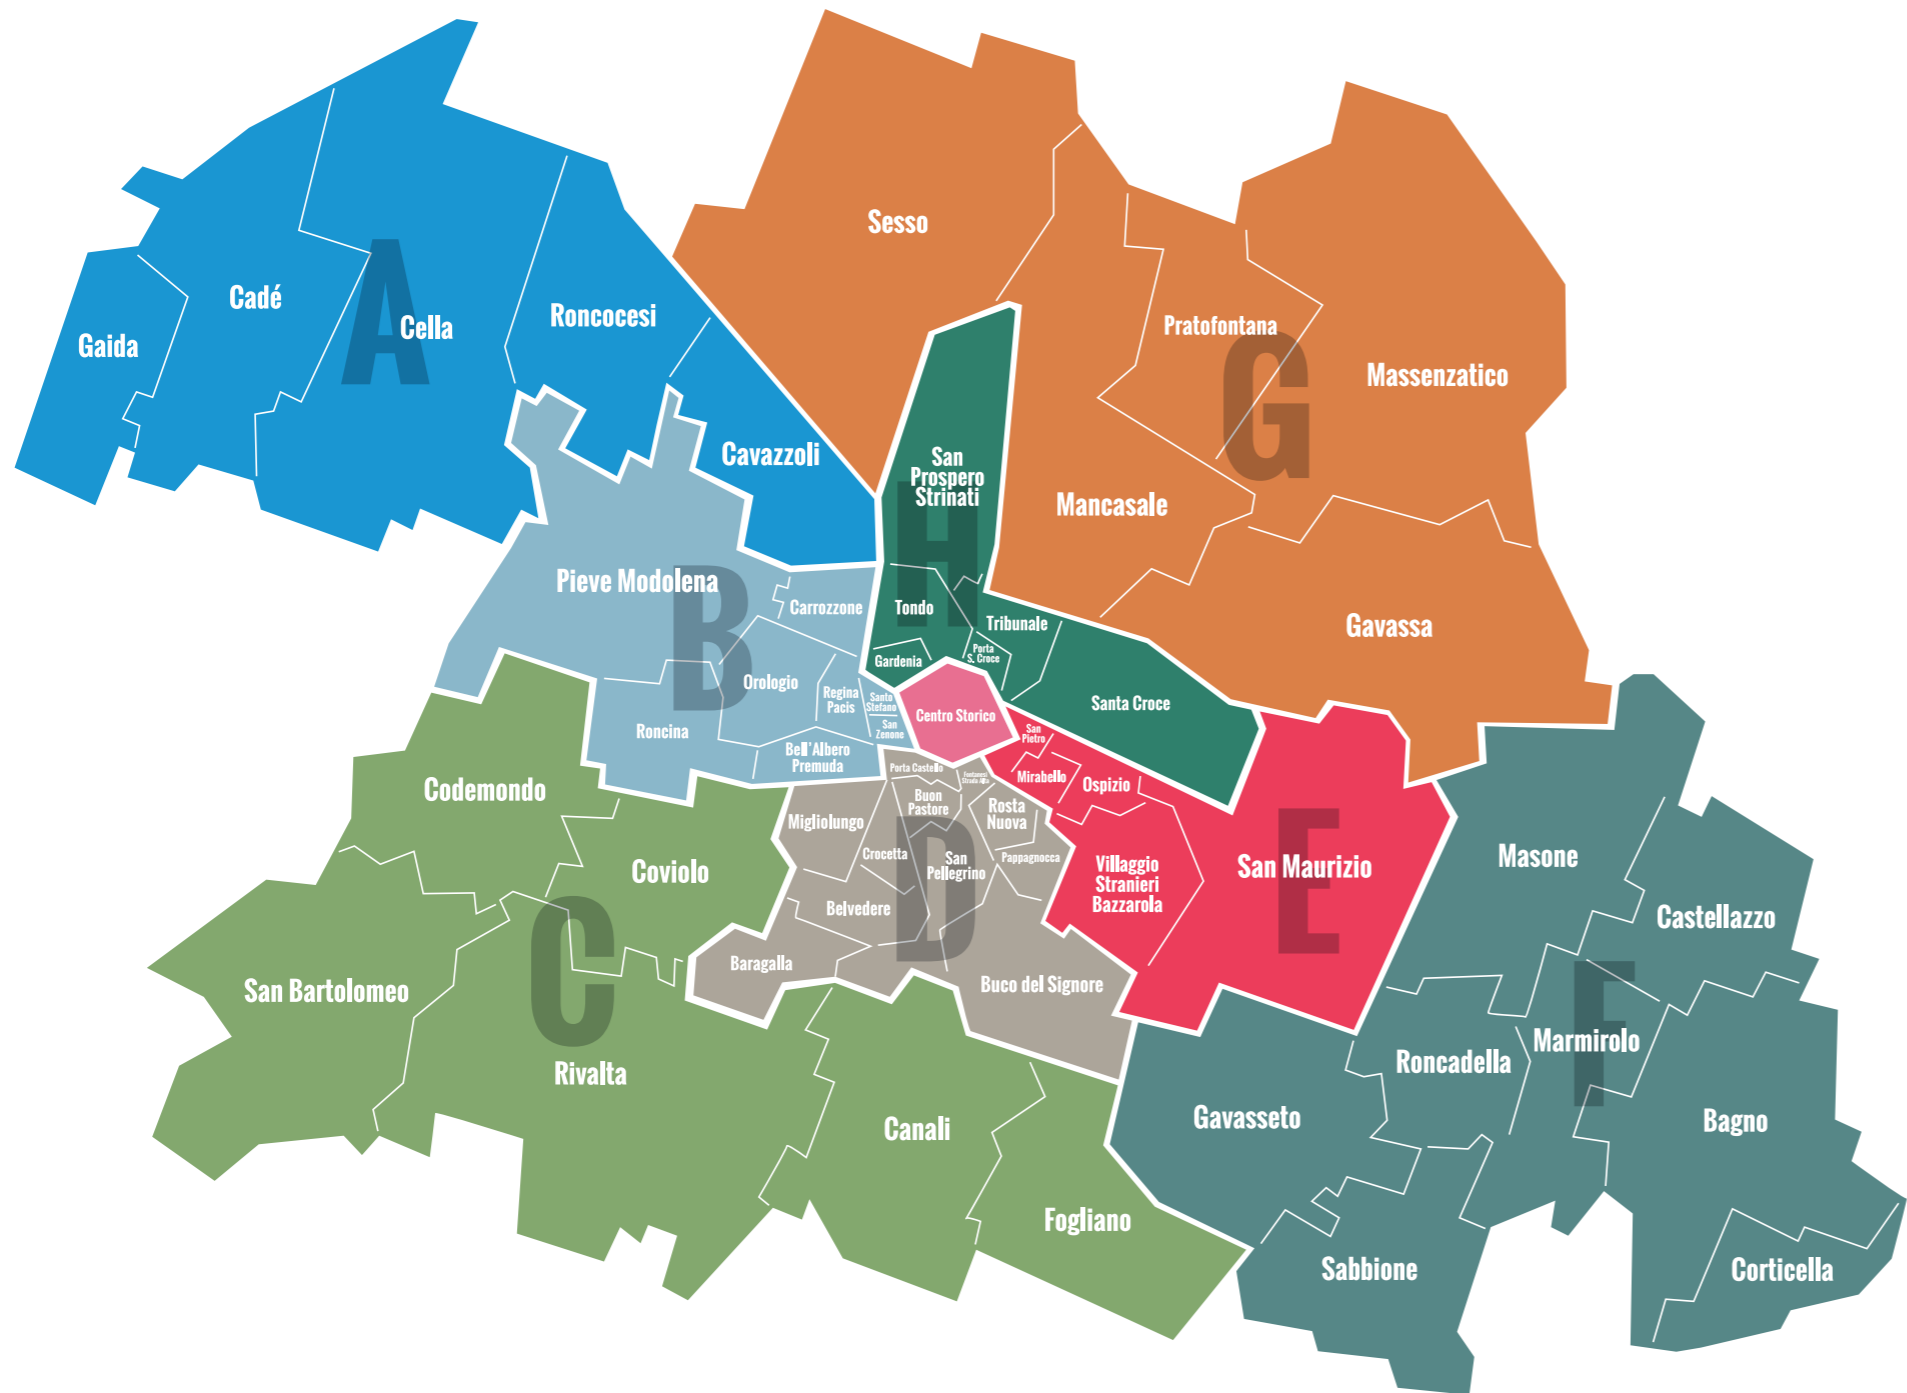 A
Gaida
Cadé
Cella
Roncocesi
Cavazzoli
G
Sesso
Pratofontana
Massenzatico
Mancasale
Gavassa
H
San
Prospero
Strinati
Tondo
Tribunale
Porta
S. Croce
Gardenia
Santa Croce
B
Pieve Modolena
Carrozzone
Orologio
Regina
Pacis
Santo
Stefano
San
Zenone
Roncina
Bell'Albero
Premuda
Centro Storico
E
San
Pietro
Mirabello
Ospizio
Villaggio
Stranieri
Bazzarola
San Maurizio
D
Porta Castello
Fontanesi
Strada Alta
Buon
Pastore
Rosta
Nuova
Migliolungo
Crocetta
San
Pellegrino
Pappagnocca
Belvedere
Baragalla
Buco del Signore
C
Codemondo
Coviolo
San Bartolomeo
Rivalta
Canali
Fogliano
F
Masone
Castellazzo
Marmirolo
Roncadella
Gavasseto
Bagno
Sabbione
Corticella